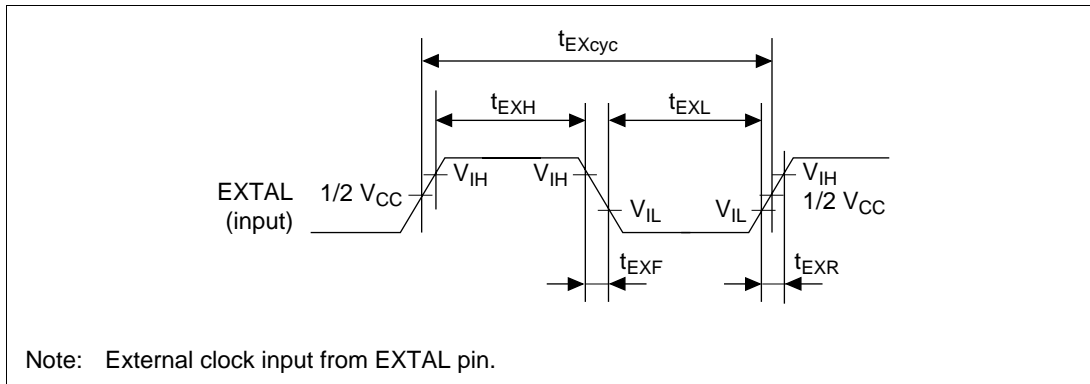 tEXcyc
tEXH
tEXL
EXTAL
(input)
1/2 VCC
VIH
VIH
VIL
VIL
VIH
1/2 VCC
tEXF
tEXR
Note: External clock input from EXTAL pin.